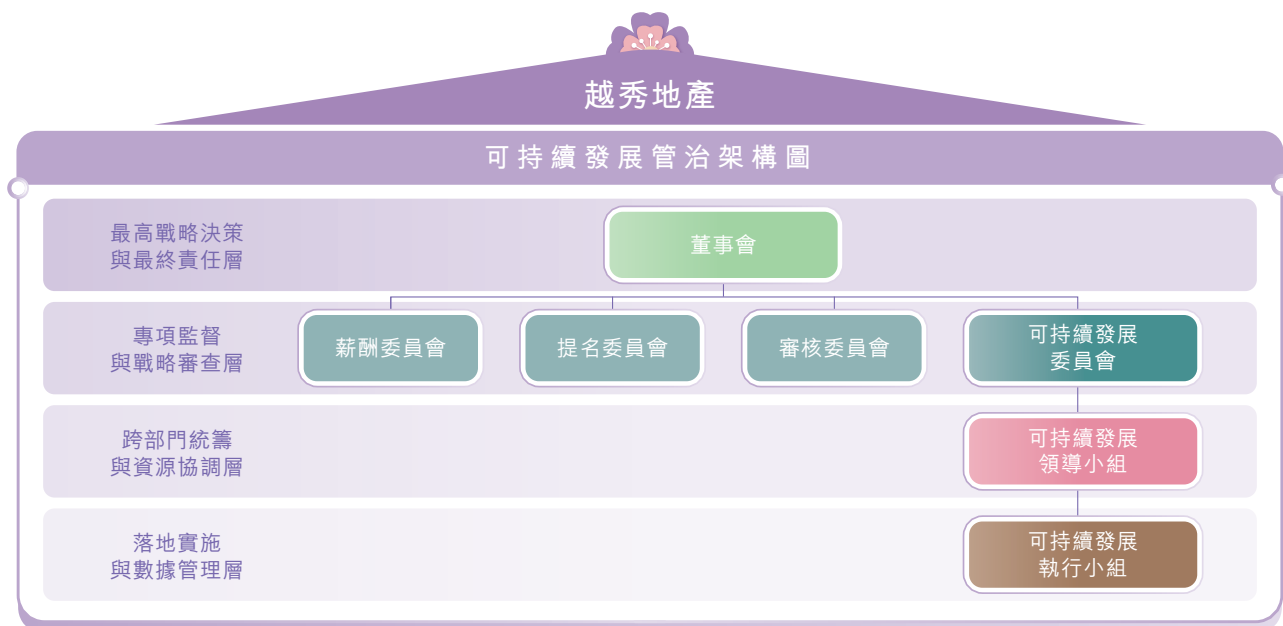 越秀地產
可持續發展管治架構圖
最高戰略決策
與最終責任層
董事會
專項監督
與戰略審查層
薪酬委員會
提名委員會
審核委員會
可持續發展
委員會
跨部門統籌
與資源協調層
可持續發展
領導小組
落地實施
與數據管理層
可持續發展
執行小組